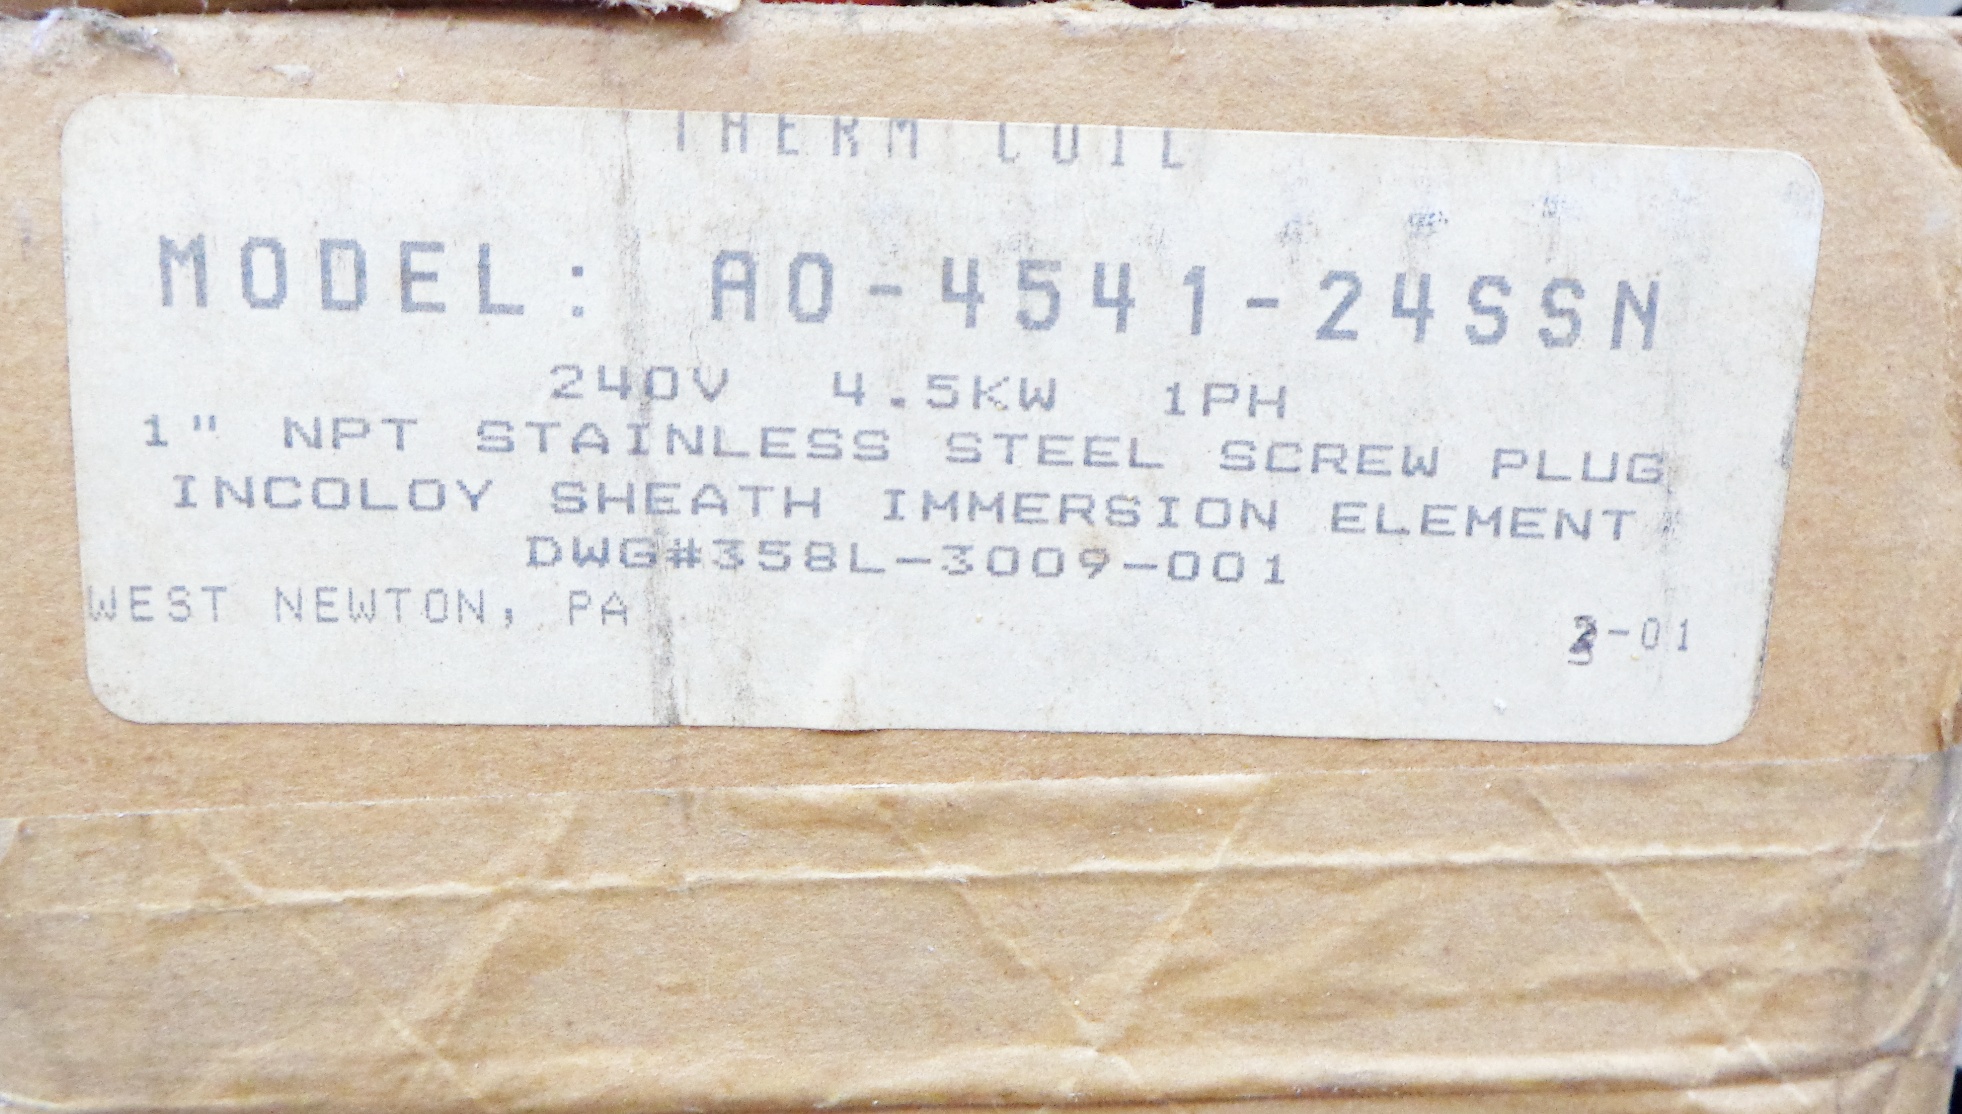 THERM COIL
MODEL: AO-4541-24SSN
240V 4.5KW 1PH
1" NPT STAINLESS STEEL SCREW PLUG
INCOLOY SHEATH IMMERSION ELEMENT
DWG#358L-3009-001
WEST NEWTON, PA
-01